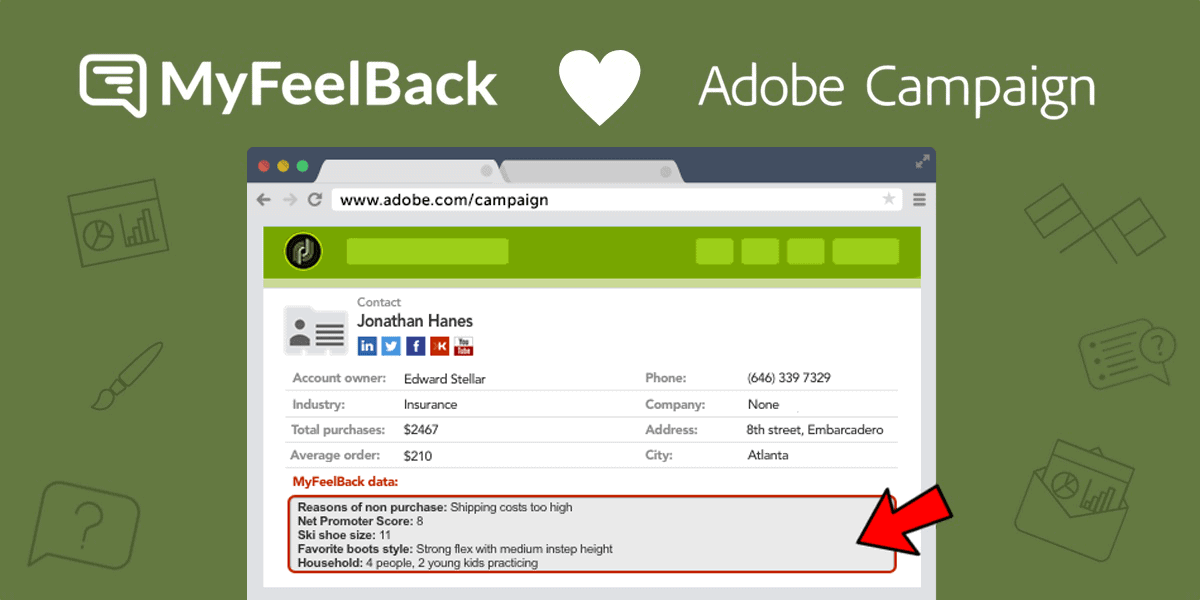 MyFeelBack Adobe Campaign
www.adobe.com/campaign
Contact
Jonathan Hanes
in f K You Tube
Account owner: Edward Stellar Phone: (646) 339 7329
Industry: Insurance Company: None
Total purchases: $2467 Address: 8th street, Embarcadero
Average order: $210 City: Atlanta
MyFeelBack data:
Reasons of non purchase: Shipping costs too high
Net Promoter Score: 8
Ski shoe size: 11
Favorite boots style: Strong flex with medium instep height
Household: 4 people, 2 young kids practicing
?
?